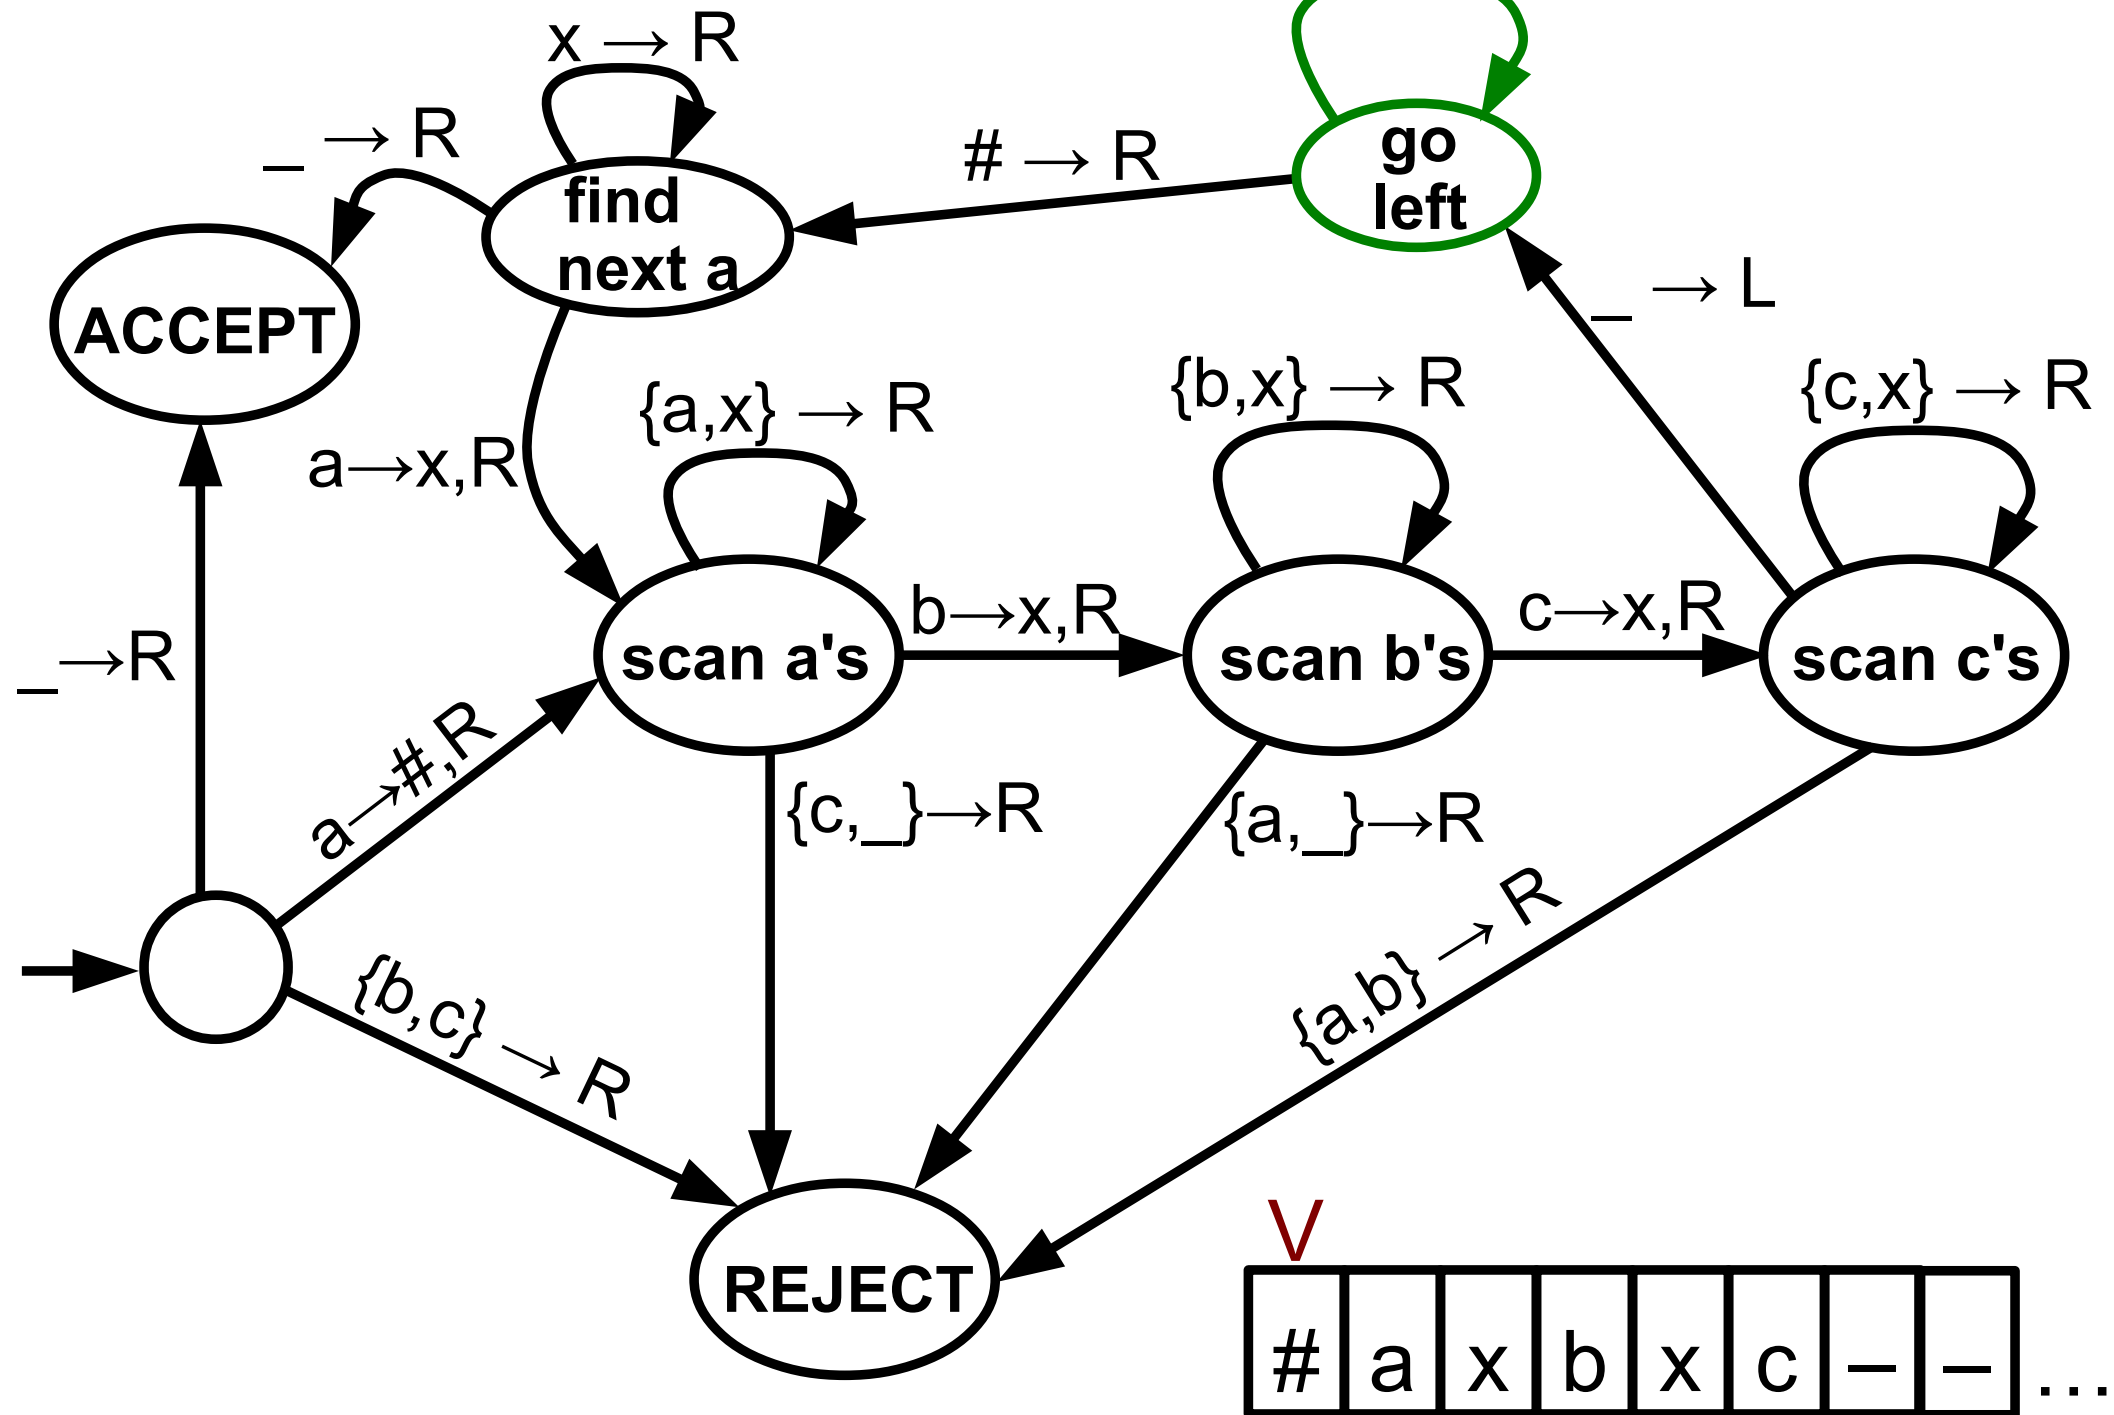 x → R
_ → R
# → R
go
left
find
next a
ACCEPT
_ → L
{a,x} → R
{b,x} → R
{c,x} → R
a→x,R
b→x,R
c→x,R
_→R
scan a's
scan b's
scan c's
a→#,R
{c,_}→R
{a,_}→R
{b,c} → R
{a,b} → R
V
REJECT
# a x b x c _ _ ...